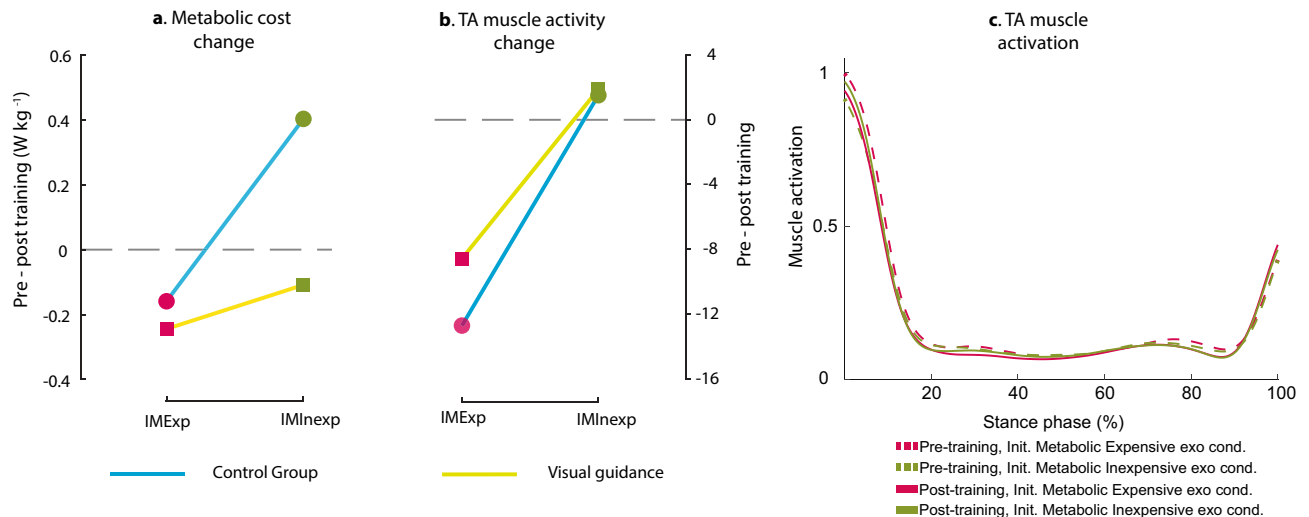 a. Metabolic cost
change
Pre - post training (W kg⁻¹)
0.6
0.4
0.2
0
-0.2
-0.4
IMExp
IMInexp
b. TA muscle activity
change
4
0
-4
-8
-12
-16
Pre - post training
IMExp
IMInexp
Control Group
Visual guidance
c. TA muscle
activation
Muscle activation
1
0.5
0
20
40
60
80
100
Stance phase (%)
Pre-training, Init. Metabolic Expensive exo cond.
Pre-training, Init. Metabolic Inexpensive exo cond.
Post-training, Init. Metabolic Expensive exo cond.
Post-training, Init. Metabolic Inexpensive exo cond.